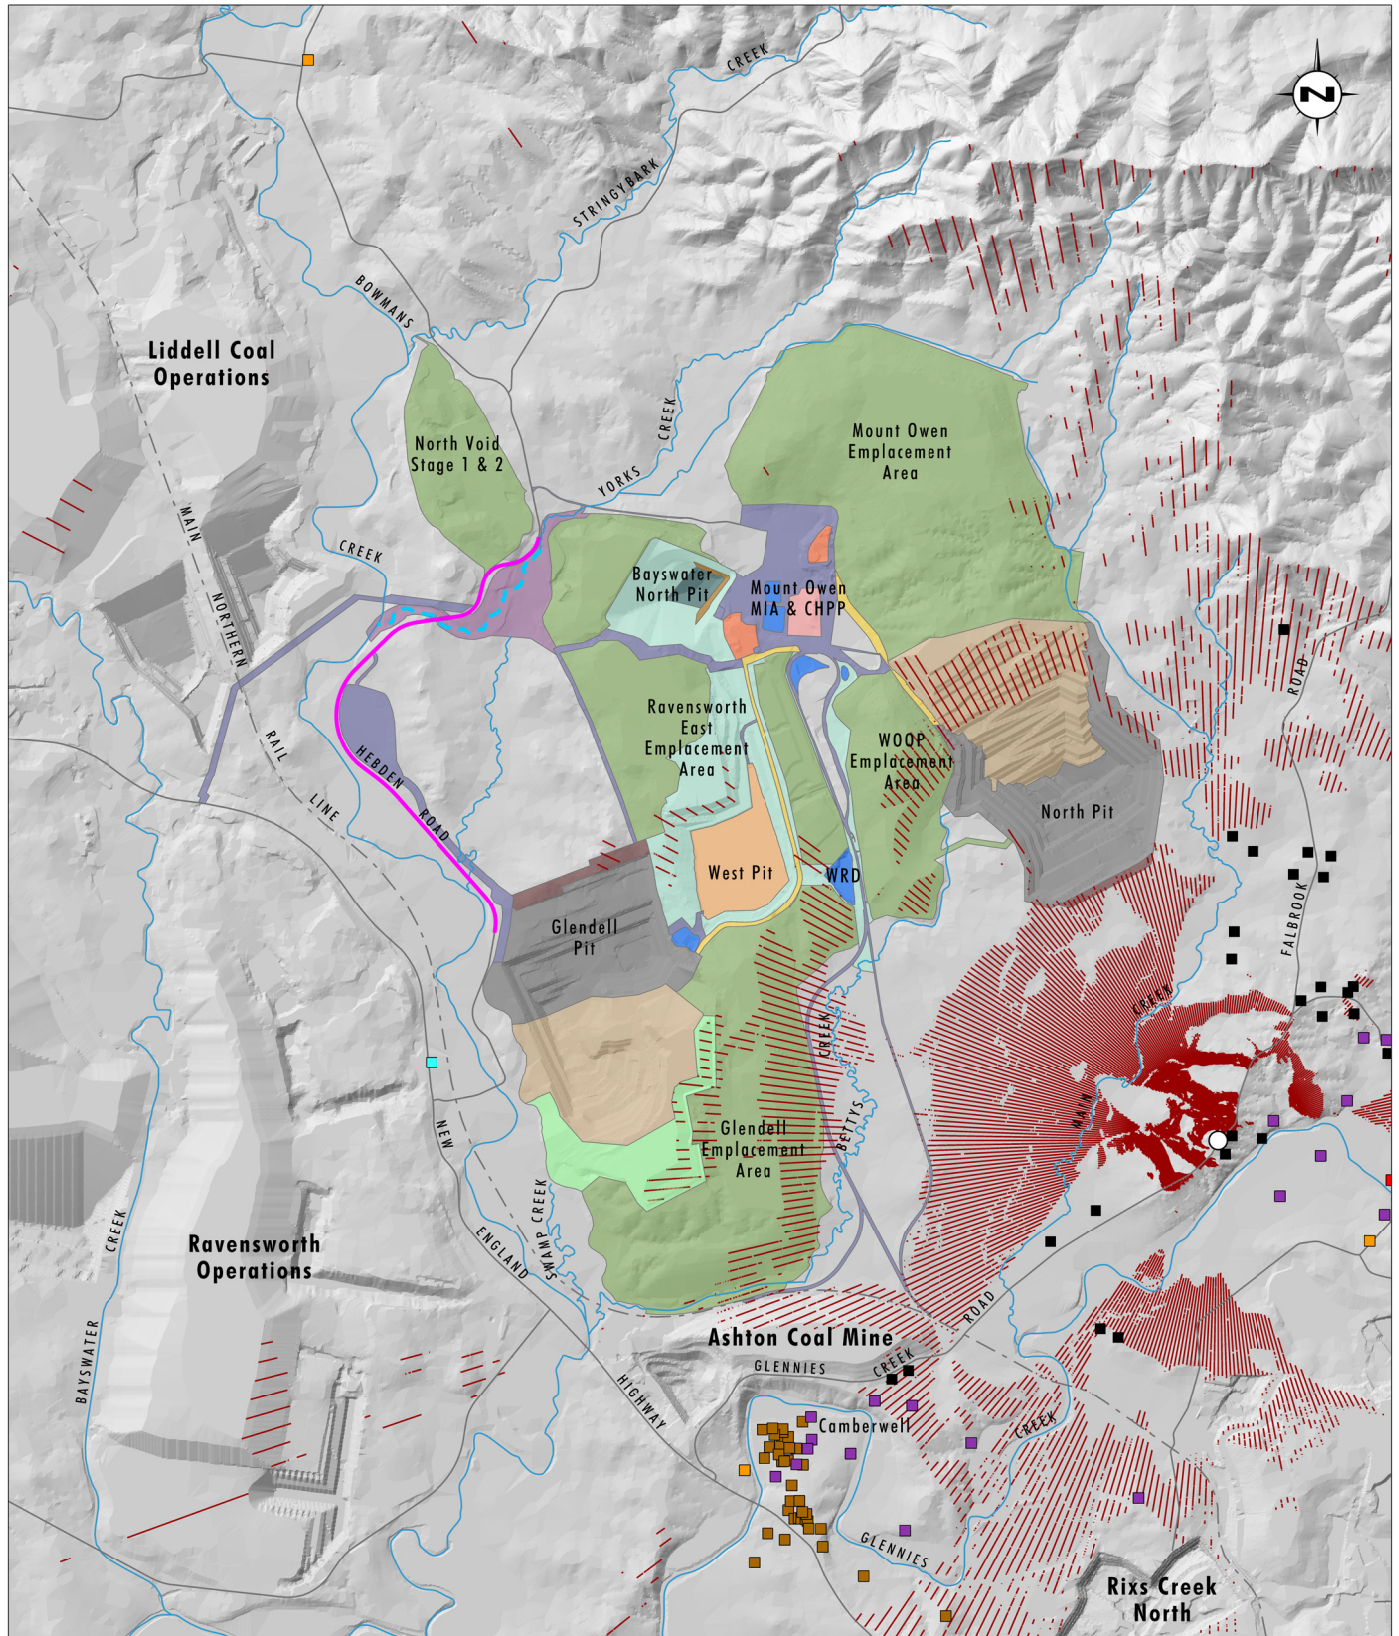 CREEK
N
STRINGYBARK
BOWMANS
Liddell Coal
Operations
CREEK
North Void
Stage 1 & 2
Mount Owen
Emplacement
Area
YORKS
MAIN
CREEK
Bayswater
North Pit
Mount Owen
MIA & CHPP
NORTHERN
ROAD
RAIL
Ravensworth
East
Emplacement
Area
WOOP
Emplacement
Area
HEBDEN
LINE
ROAD
North Pit
West Pit
WRD
Glendell
Pit
FALBROOK
CREEK
CREEK
MAIN
NEW
BETTYS
Glendell
Emplacement
Area
CREEK
SWAMP CREEK
Ravensworth
Operations
ENGLAND
ROAD
BAYSWATER
Ashton Coal Mine
GLENNIES
CREEK
HIGHWAY
Camberwell
CREEK
GLENNIES
Rixs Creek
North